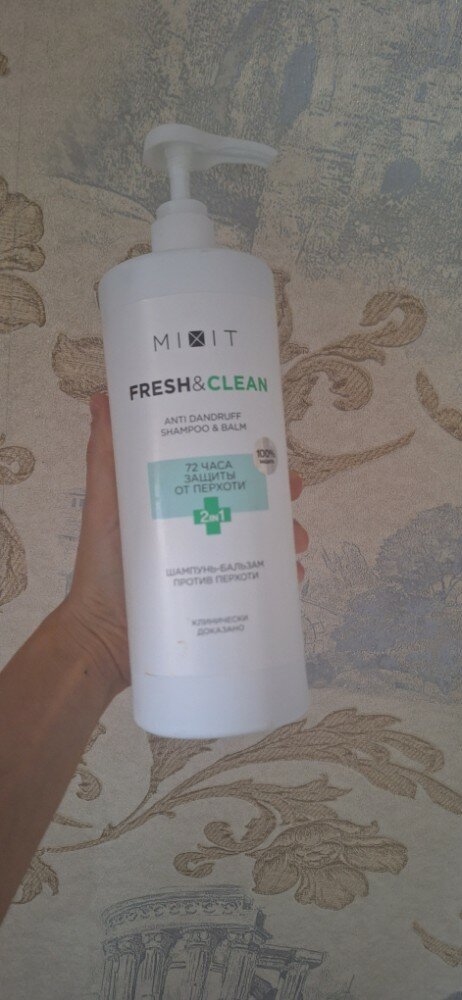 MIXIT
FRESH&CLEAN
ANTI DANDRUFF
SHAMPOO & BALM
100%
72 ЧАСА
ЗАЩИТЫ
ОТ ПЕРХОТИ
2IN1
ШАМПУНЬ-БАЛЬЗАМ
ПРОТИВ ПЕРХОТИ
КЛИНИЧЕСКИ
ДОКАЗАНО